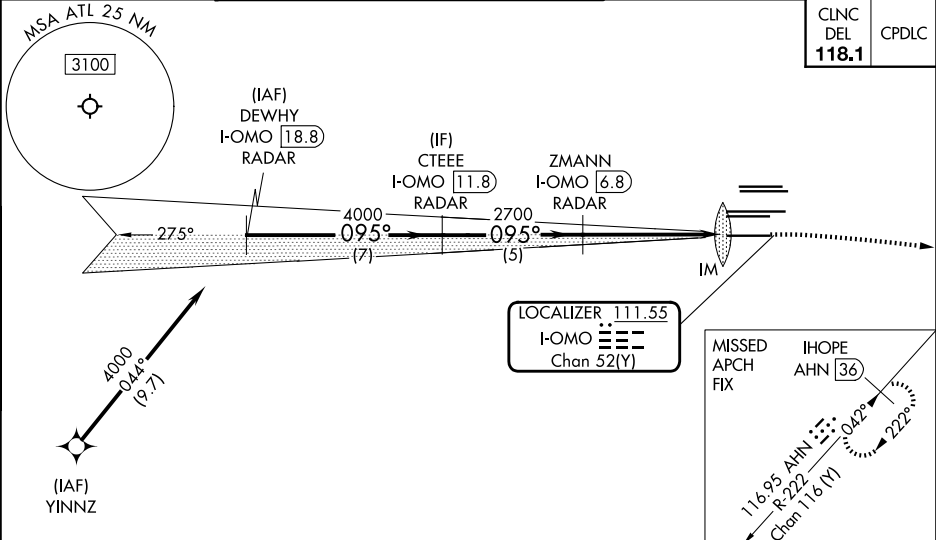 MSA ATL 25 NM
3100
CLNC
DEL
118.1
CPDLC
(IAF)
DEWHY
I-OMO 18.8
RADAR
(IF)
CTEEE
I-OMO 11.8
RADAR
ZMANN
I-OMO 6.8
RADAR
4000
095°
(7)
2700
095°
(5)
275°
IM
LOCALIZER 111.55
I-OMO
Chan 52(Y)
4000
044°
(9.7)
(IAF)
YINNZ
MISSED
APCH
FIX
IHOPE
AHN 36
042°
222°
116.95 AHN
R-222
Chan 116 (Y)